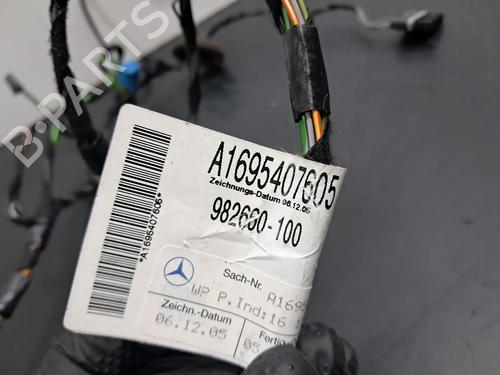 B-PARTS
A1695407605
Zeichnungs-Datum 06.12.05
982660-100
*A1695407605*
Sach-Nr.
WP P.Ind:16
Zeichn.-Datum
06.12.05
05